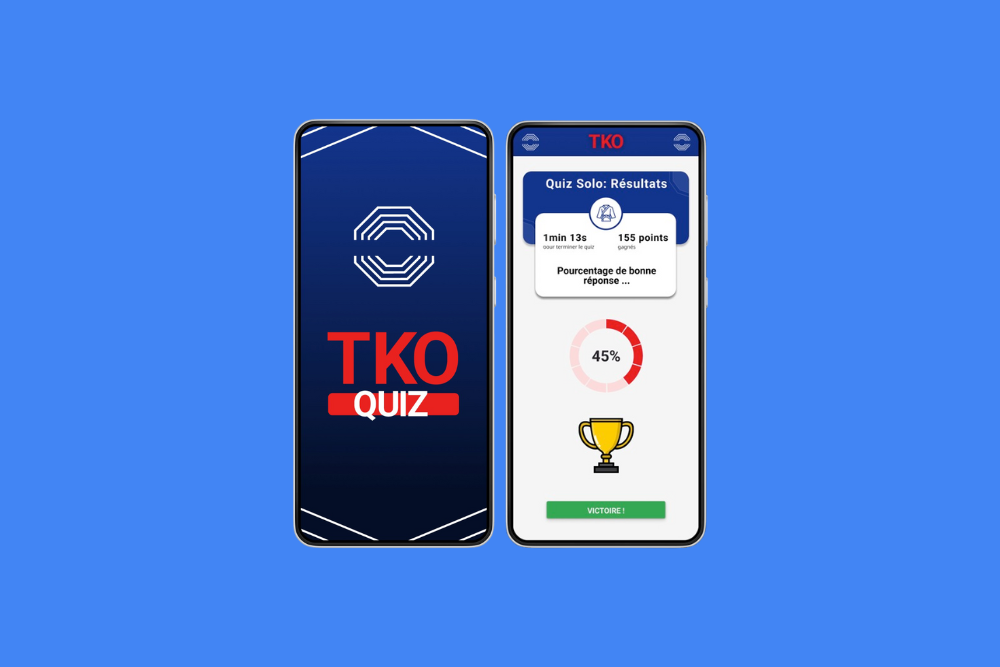 TKO
QUIZ
TKO
Quiz Solo: Résultats
1min 13s
pour terminer le quiz
155 points
gagnés
Pourcentage de bonne
réponse ...
45%
VICTOIRE !